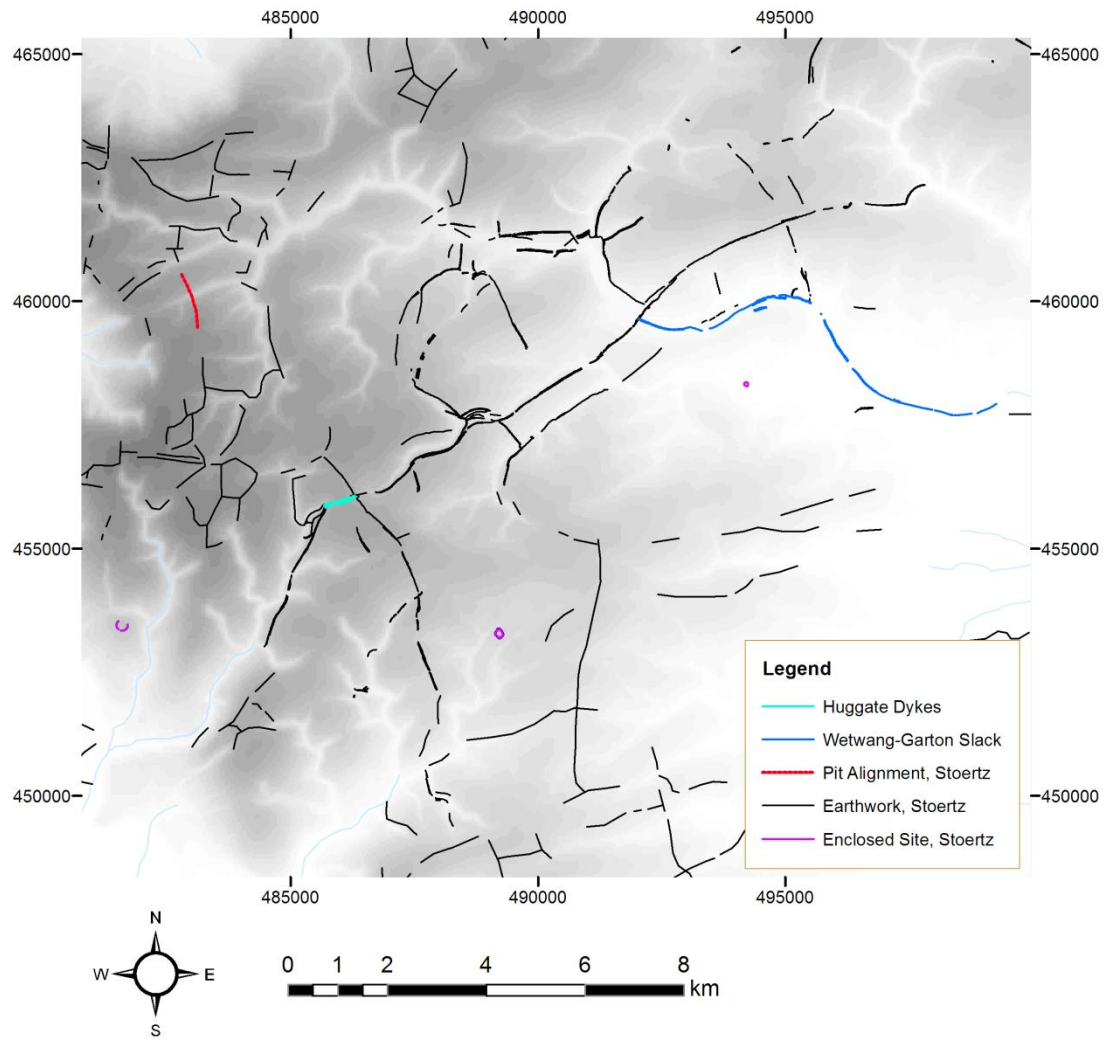 485000 490000 495000
465000 465000
460000 460000
455000 455000
450000 450000
Legend
Huggate Dykes
Wetwang-Garton Slack
Pit Alignment, Stoertz
Earthwork, Stoertz
Enclosed Site, Stoertz
485000 490000 495000
N
W E
S
0 1 2 4 6 8
km